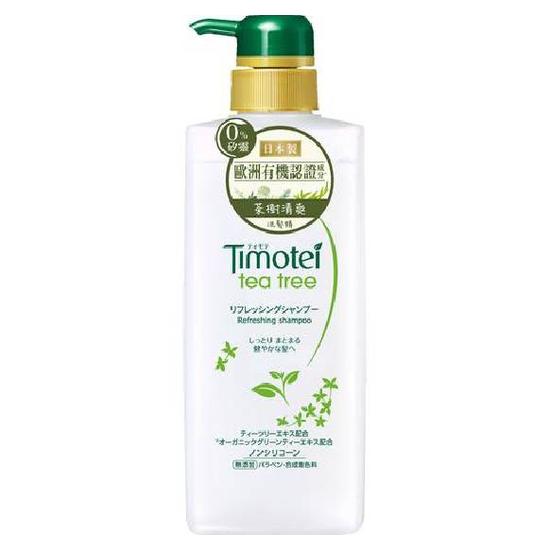 0%
矽靈
日本製
歐洲有機認證成分
茶樹清爽
洗髮精
ティモテ
Timotei
tea tree
リフレッシングシャンプー
Refreshing shampoo
しっとり まとまる
健やかな髪へ
ティーツリーエキス配合
*オーガニックグリーンティーエキス配合
ノンシリコーン
無添加 パラベン・合成着色料